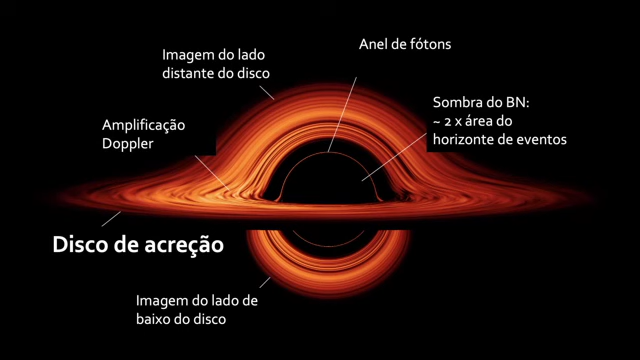 Anel de fótons
Imagem do lado
distante do disco
Sombra do BN:
~ 2 x área do
horizonte de eventos
Amplificação
Doppler
Disco de acreção
Imagem do lado de
baixo do disco